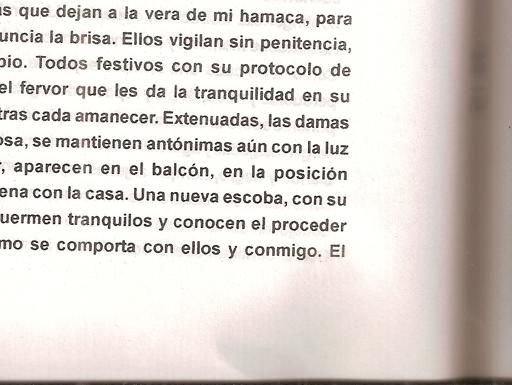 s que dejan a la vera de mi hamaca, para
uncia la brisa. Ellos vigilan sin penitencia,
bio. Todos festivos con su protocolo de
el fervor que les da la tranquilidad en su
tras cada amanecer. Extenuadas, las damas
osa, se mantienen antónimas aún con la luz
, aparecen en el balcón, en la posición
ena con la casa. Una nueva escoba, con su
uermen tranquilos y conocen el proceder
mo se comporta con ellos y conmigo. El